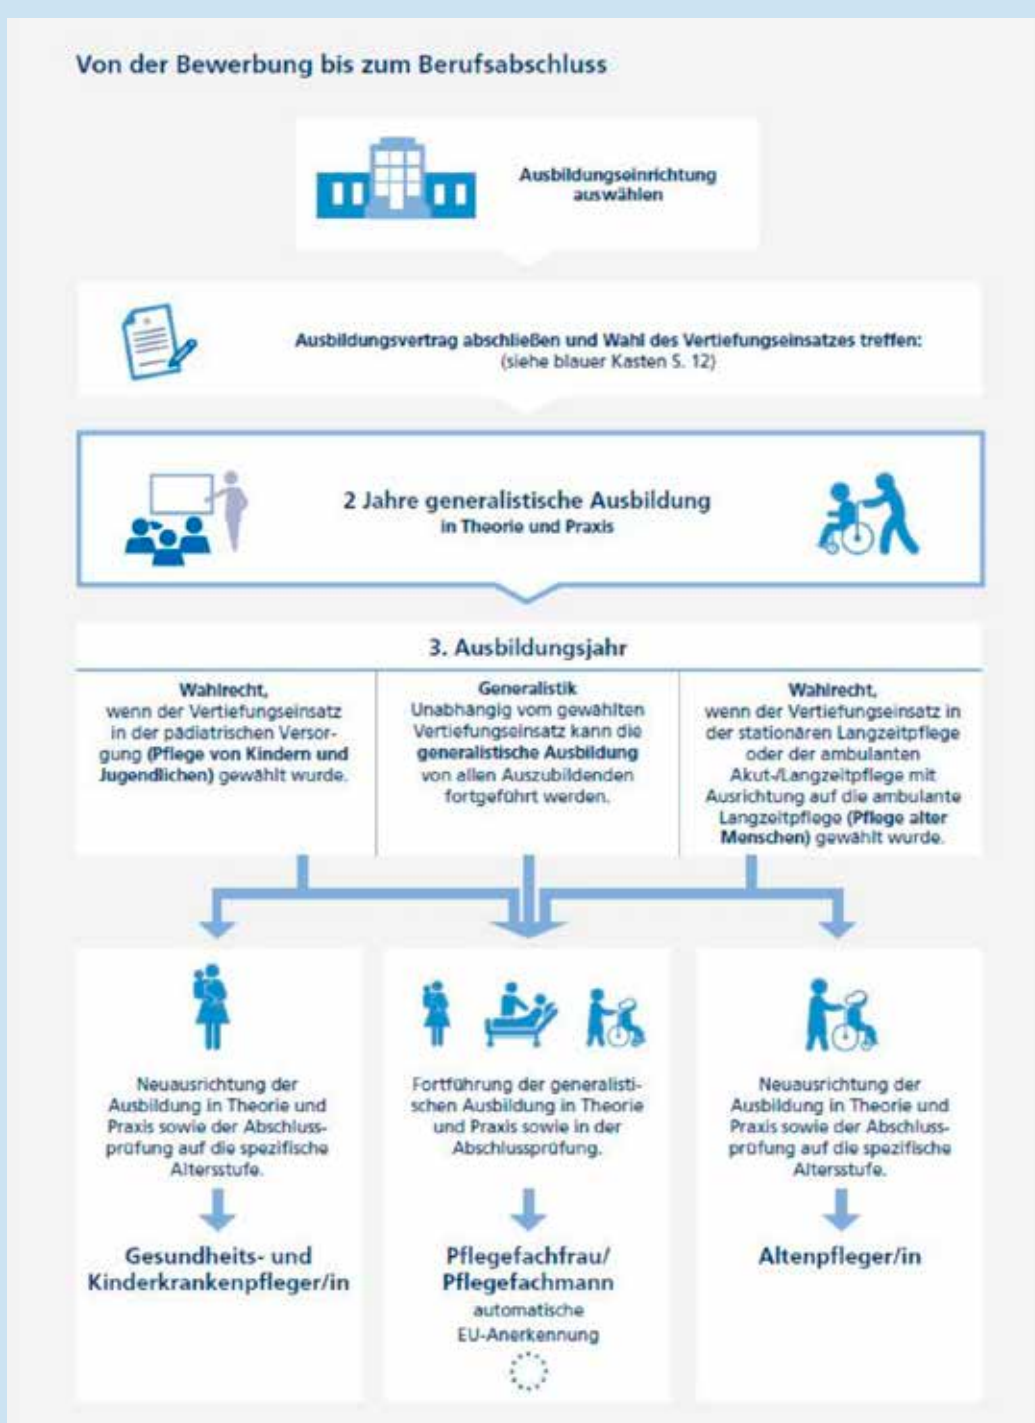 Von der Bewerbung bis zum Berufsabschluss
Ausbildungseinrichtung
auswählen
Ausbildungsvertrag abschließen und Wahl des Vertiefungseinsatzes treffen:
(siehe blauer Kasten S. 12)
2 Jahre generalistische Ausbildung
in Theorie und Praxis
3. Ausbildungsjahr
Wahlrecht,
wenn der Vertiefungseinsatz
in der pädiatrischen Versor-
gung (Pflege von Kindern und
Jugendlichen) gewählt wurde.
Generalistik
Unabhängig vom gewählten
Vertiefungseinsatz kann die
generalistische Ausbildung
von allen Auszubildenden
fortgeführt werden.
Wahlrecht,
wenn der Vertiefungseinsatz in
der stationären Langzeitpflege
oder der ambulanten
Akut-/Langzeitpflege mit
Ausrichtung auf die ambulante
Langzeitpflege (Pflege alter
Menschen) gewählt wurde.
Neuausrichtung der
Ausbildung in Theorie und
Praxis sowie der Abschluss-
prüfung auf die spezifische
Altersstufe.
Gesundheits- und
Kinderkrankenpfleger/in
Fortführung der generalisti-
schen Ausbildung in Theorie
und Praxis sowie in der
Abschlussprüfung.
Pflegefachfrau/
Pflegefachmann
automatische
EU-Anerkennung
Neuausrichtung der
Ausbildung in Theorie und
Praxis sowie der Abschluss-
prüfung auf die spezifische
Altersstufe.
Altenpfleger/in